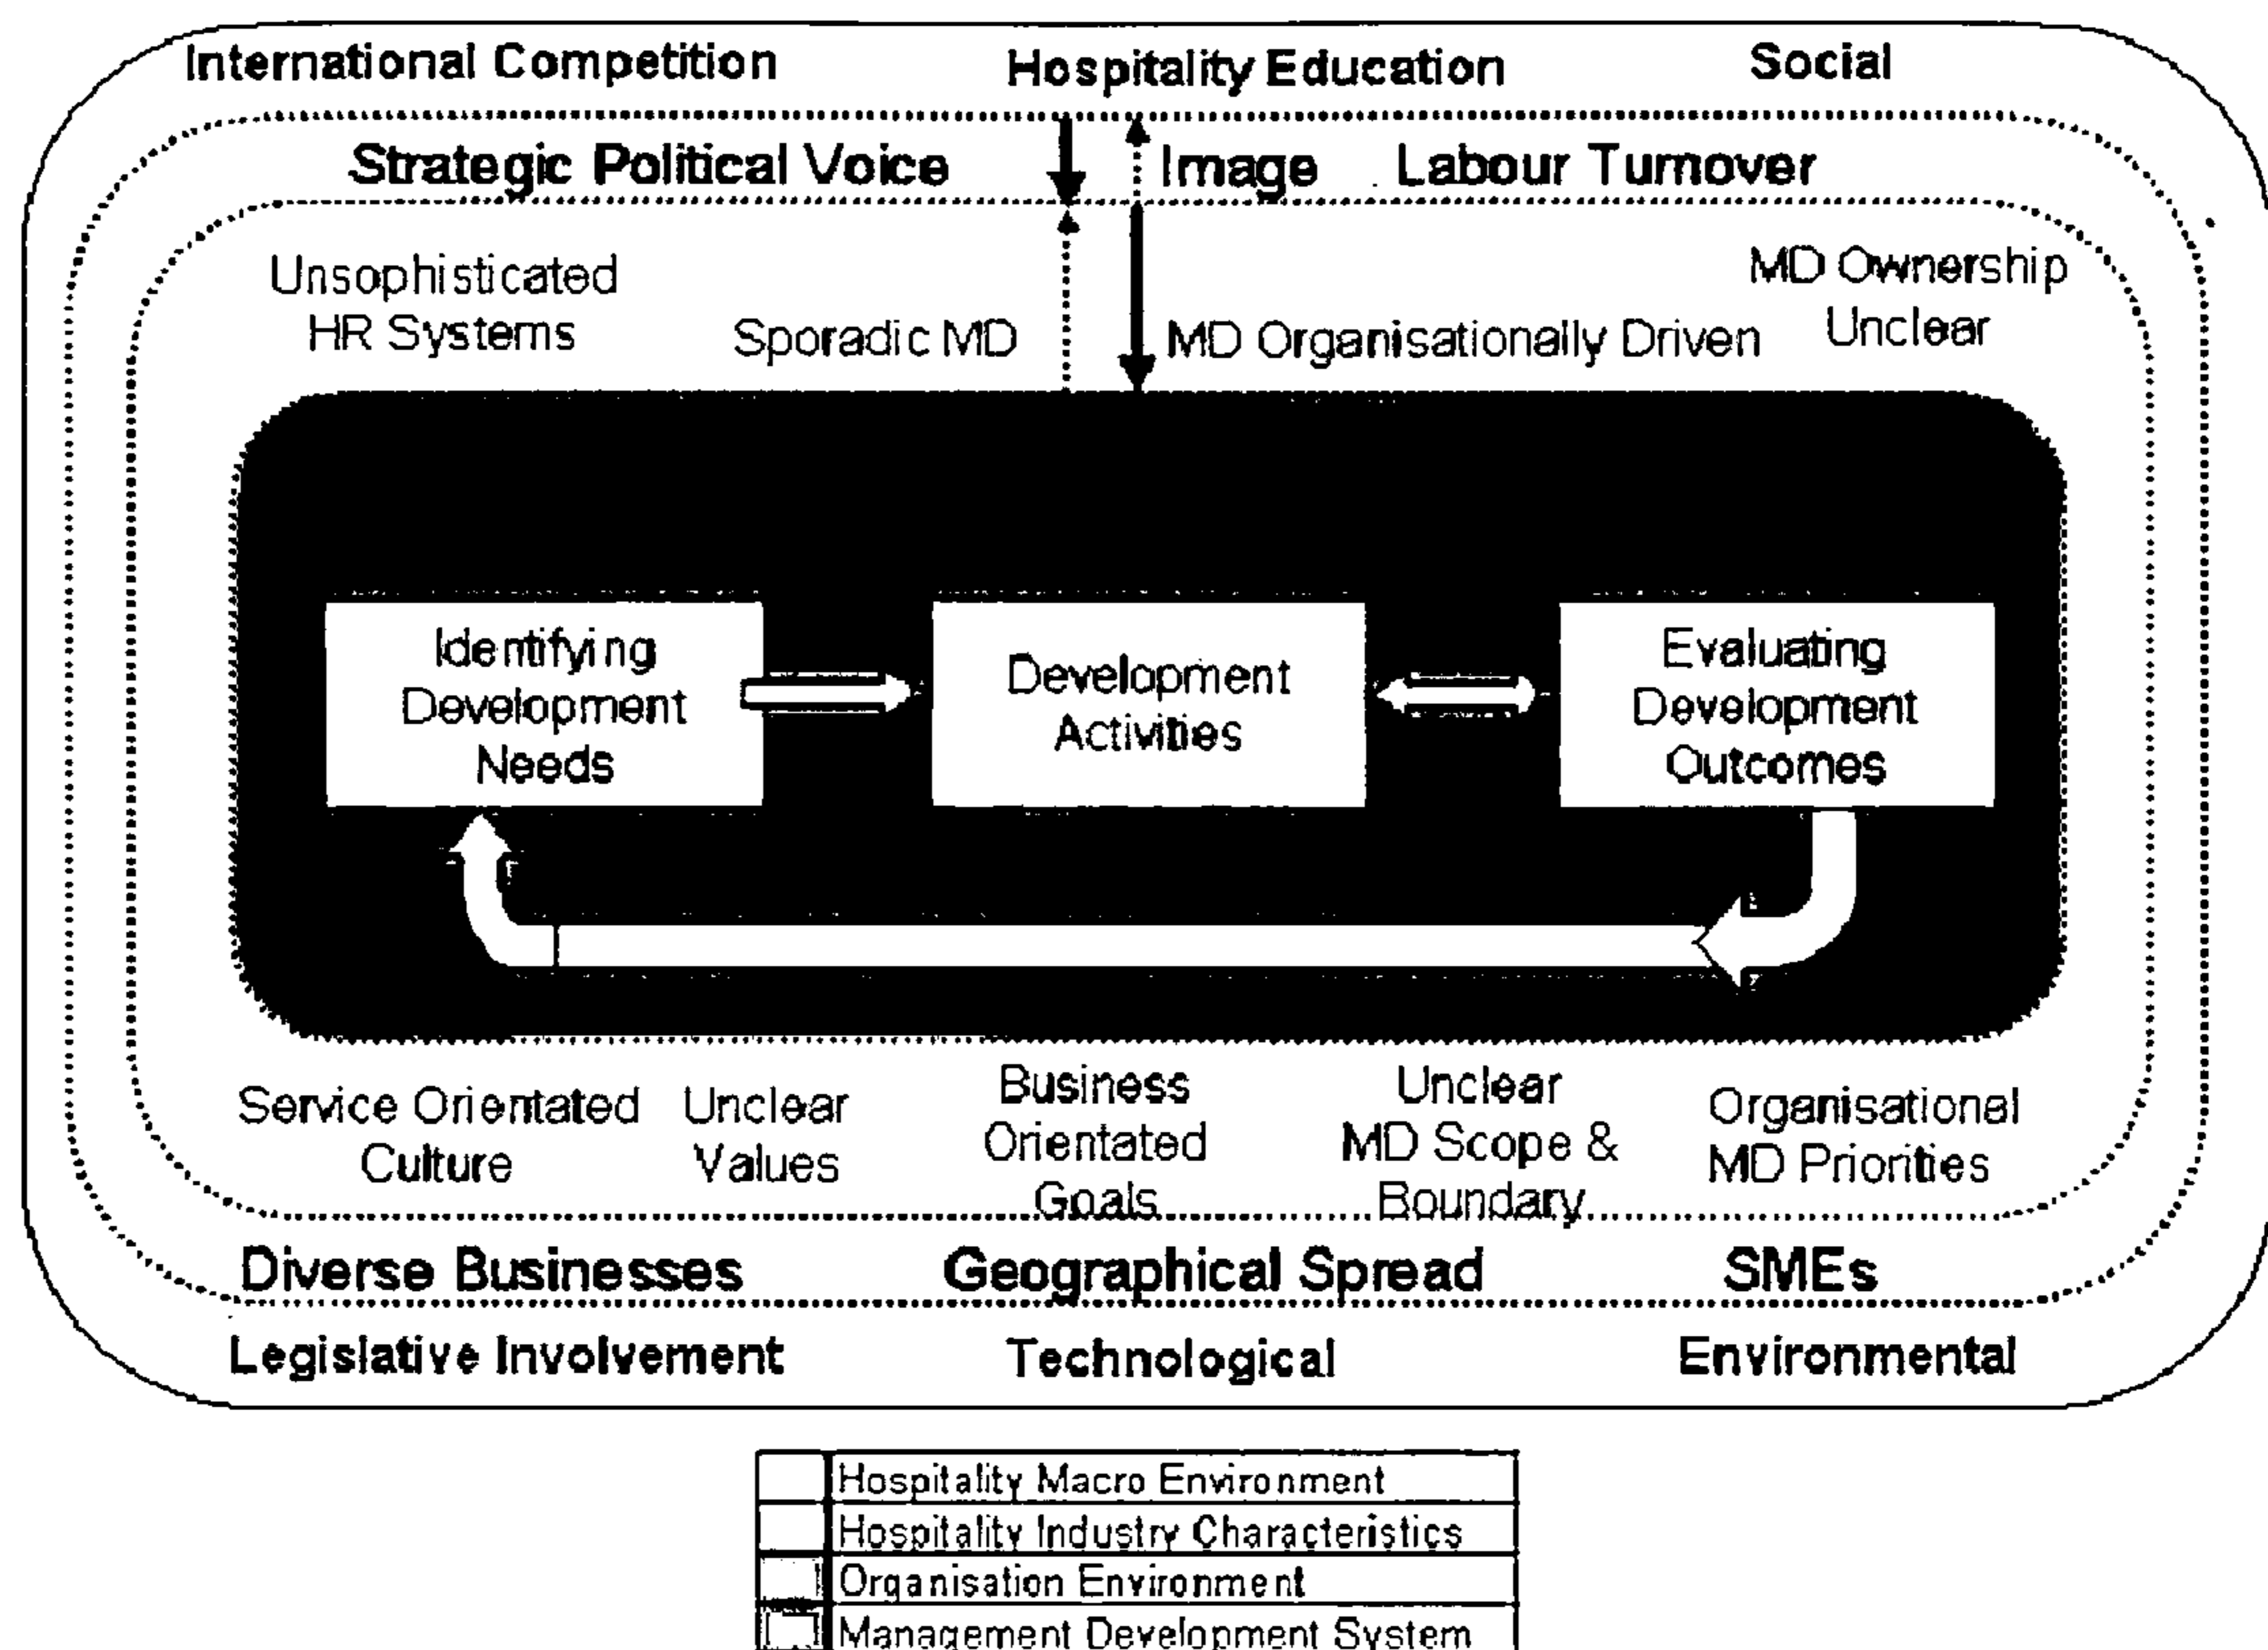 International Competition Hospitality Education Social
Strategic Political Voice Image Labour Turnover
Unsophisticated
HR Systems
Sporadic MD
MD Organisationally Driven
MD Ownership
Unclear
Identifying
Development
Needs
Development
Activities
Evaluating
Development
Outcomes
Service Orientated
Culture
Unclear
Values
Business
Orientated
Goals
Unclear
MD Scope &
Boundary
Organisational
MD Priorities
Diverse Businesses Geographical Spread SMEs
Legislative Involvement Technological Environmental
Hospitality Macro Environment
Hospitality Industry Characteristics
Organisation Environment
Management Development System